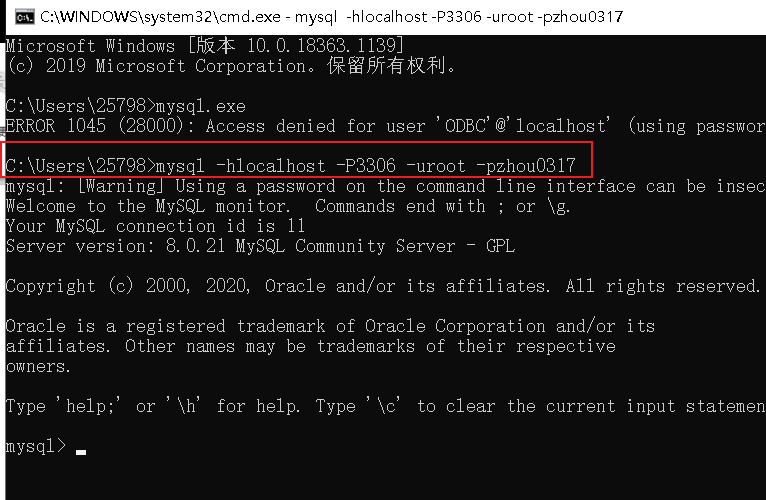 C:\WINDOWS\system32\cmd.exe - mysql  -hlocalhost -P3306 -uroot -pzhou0317
Microsoft Windows [版本 10.0.18363.1139]
(c) 2019 Microsoft Corporation。保留所有权利。
C:\Users\25798>mysql.exe
ERROR 1045 (28000): Access denied for user 'ODBC'@'localhost' (using passwor
C:\Users\25798>mysql -hlocalhost -P3306 -uroot -pzhou0317
mysql: [Warning] Using a password on the command line interface can be insec
Welcome to the MySQL monitor.  Commands end with ; or \g.
Your MySQL connection id is 11
Server version: 8.0.21 MySQL Community Server - GPL
Copyright (c) 2000, 2020, Oracle and/or its affiliates. All rights reserved.
Oracle is a registered trademark of Oracle Corporation and/or its
affiliates. Other names may be trademarks of their respective
owners.
Type 'help;' or '\h' for help. Type '\c' to clear the current input statemen
mysql>